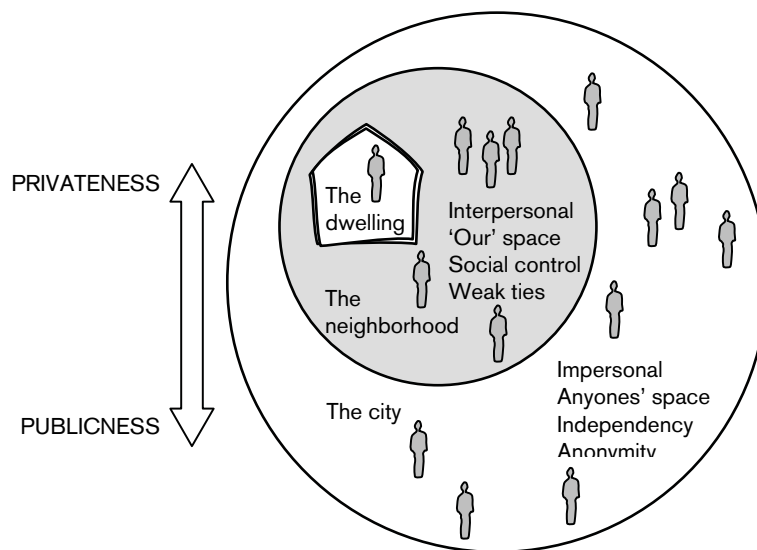 PRIVATENESS
The
dwelling
Interpersonal
‘Our’ space
Social control
Weak ties
The
neighborhood
Impersonal
Anyones’ space
Independency
Anonymity
The city
PUBLICNESS